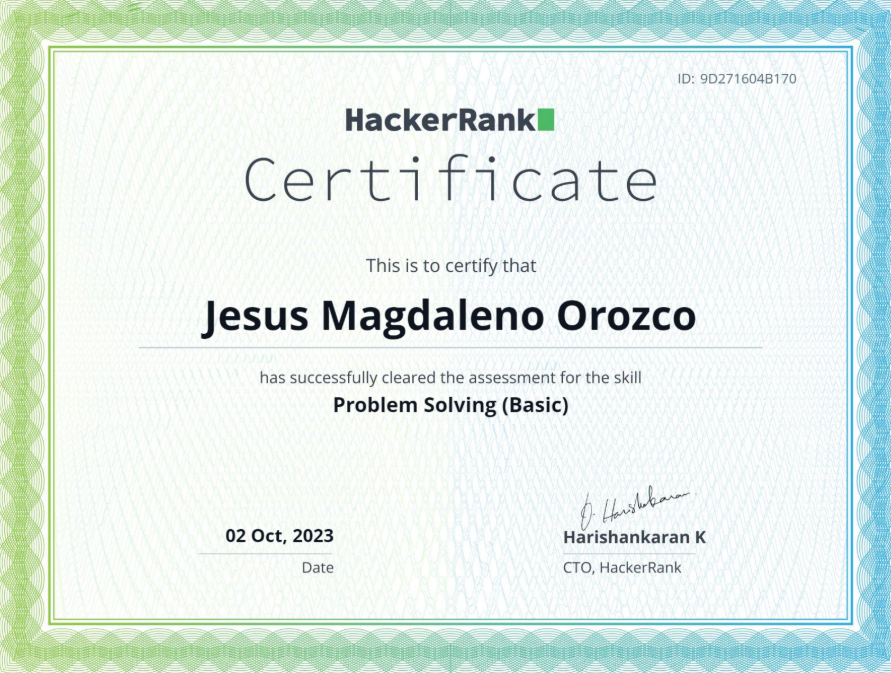 ID: 9D271604B170
HackerRank
Certificate
This is to certify that
Jesus Magdaleno Orozco
has successfully cleared the assessment for the skill
Problem Solving (Basic)
02 Oct, 2023
Date
Harishankaran K
CTO, HackerRank